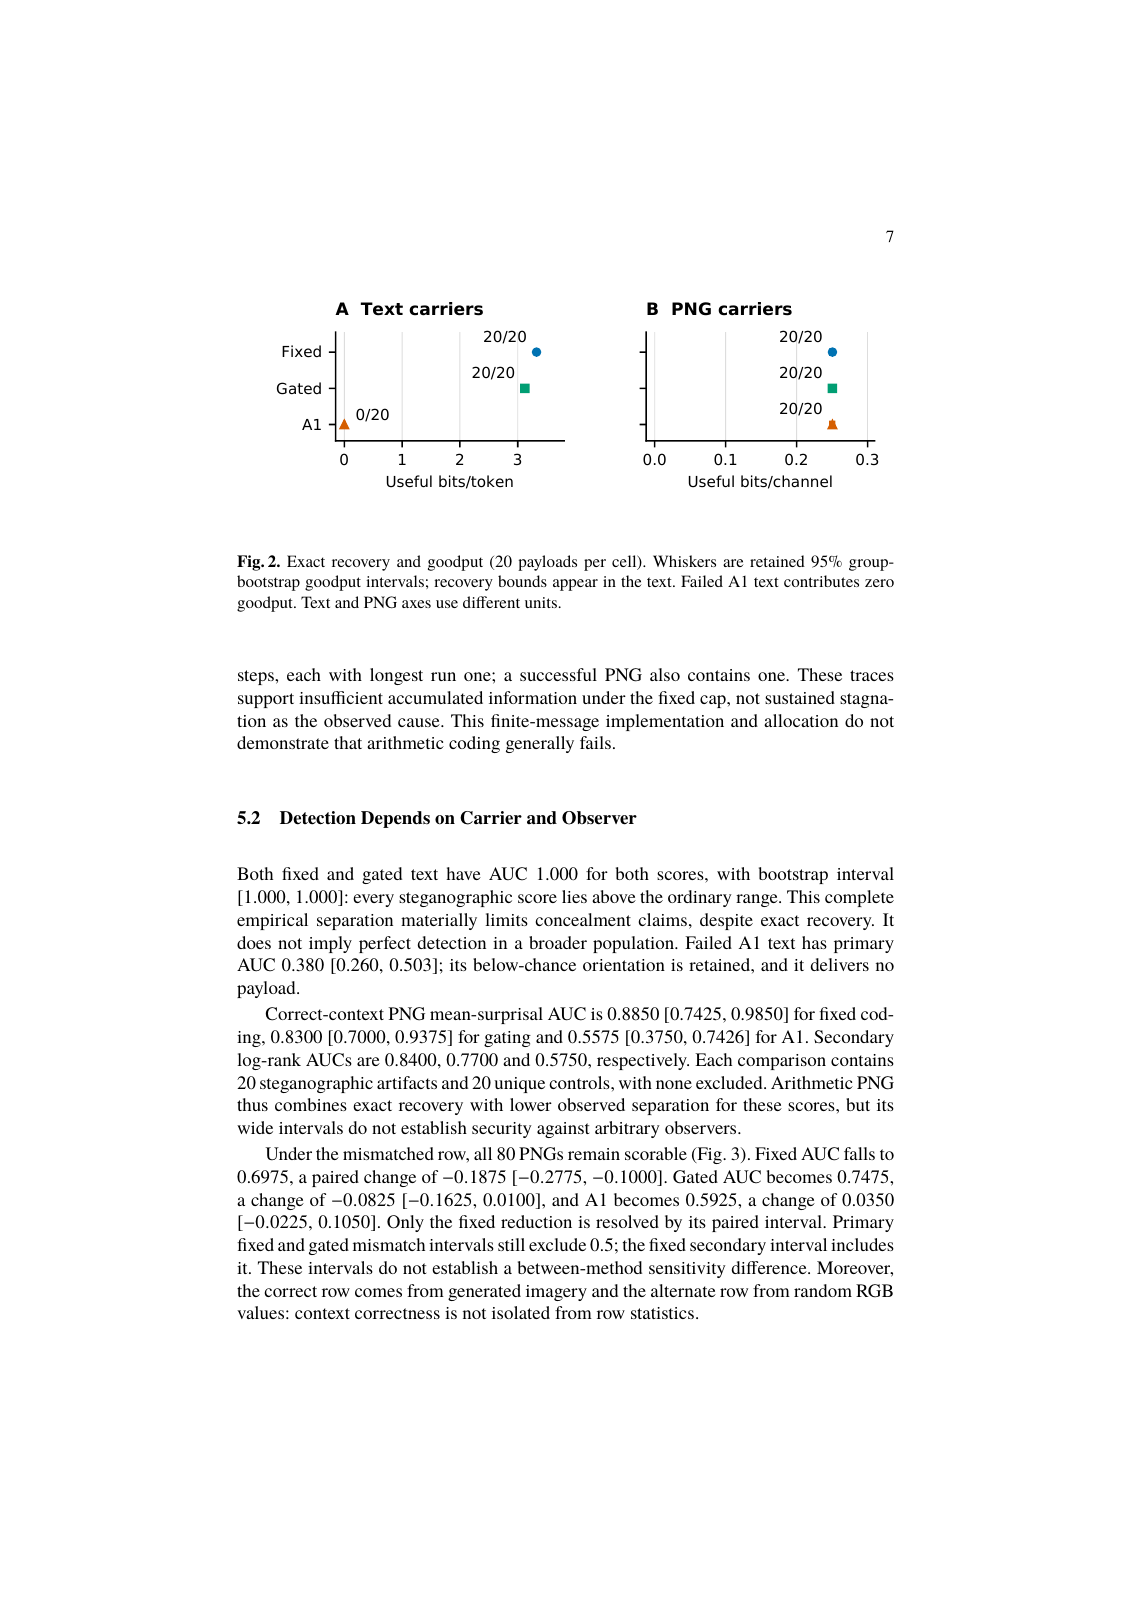 7
A Text carriers
20/20
Fixed
20/20
Gated
0/20
A1
0 1 2 3
Useful bits/token
B PNG carriers
20/20
20/20
20/20
0.0 0.1 0.2 0.3
Useful bits/channel
Fig. 2. Exact recovery and goodput (20 payloads per cell). Whiskers are retained 95% group-
bootstrap goodput intervals; recovery bounds appear in the text. Failed A1 text contributes zero
goodput. Text and PNG axes use different units.
steps, each with longest run one; a successful PNG also contains one. These traces
support insufficient accumulated information under the fixed cap, not sustained stagna-
tion as the observed cause. This finite-message implementation and allocation do not
demonstrate that arithmetic coding generally fails.
5.2 Detection Depends on Carrier and Observer
Both fixed and gated text have AUC 1.000 for both scores, with bootstrap interval
[1.000, 1.000]: every steganographic score lies above the ordinary range. This complete
empirical separation materially limits concealment claims, despite exact recovery. It
does not imply perfect detection in a broader population. Failed A1 text has primary
AUC 0.380 [0.260, 0.503]; its below-chance orientation is retained, and it delivers no
payload.
Correct-context PNG mean-surprisal AUC is 0.8850 [0.7425, 0.9850] for fixed cod-
ing, 0.8300 [0.7000, 0.9375] for gating and 0.5575 [0.3750, 0.7426] for A1. Secondary
log-rank AUCs are 0.8400, 0.7700 and 0.5750, respectively. Each comparison contains
20 steganographic artifacts and 20 unique controls, with none excluded. Arithmetic PNG
thus combines exact recovery with lower observed separation for these scores, but its
wide intervals do not establish security against arbitrary observers.
Under the mismatched row, all 80 PNGs remain scorable (Fig. 3). Fixed AUC falls to
0.6975, a paired change of −0.1875 [−0.2775, −0.1000]. Gated AUC becomes 0.7475,
a change of −0.0825 [−0.1625, 0.0100], and A1 becomes 0.5925, a change of 0.0350
[−0.0225, 0.1050]. Only the fixed reduction is resolved by its paired interval. Primary
fixed and gated mismatch intervals still exclude 0.5; the fixed secondary interval includes
it. These intervals do not establish a between-method sensitivity difference. Moreover,
the correct row comes from generated imagery and the alternate row from random RGB
values: context correctness is not isolated from row statistics.